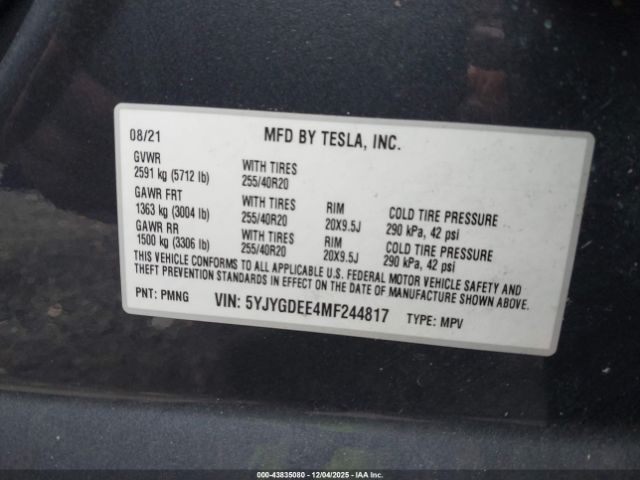 08/21 MFD BY TESLA, INC.
GVWR
2591 kg (5712 lb) WITH TIRES 255/40R20
GAWR FRT
1363 kg (3004 lb) WITH TIRES 255/40R20 RIM 20X9.5J COLD TIRE PRESSURE 290 kPa, 42 psi
GAWR RR
1500 kg (3306 lb) WITH TIRES 255/40R20 RIM 20X9.5J COLD TIRE PRESSURE 290 kPa, 42 psi
THIS VEHICLE CONFORMS TO ALL APPLICABLE U.S. FEDERAL MOTOR VEHICLE SAFETY AND
THEFT PREVENTION STANDARDS IN EFFECT ON THE DATE OF MANUFACTURE SHOWN ABOVE.
PNT: PMNG VIN: 5YJYGDEE4MF244817 TYPE: MPV
000-43835080 - 12/04/2025 - IAA Inc.